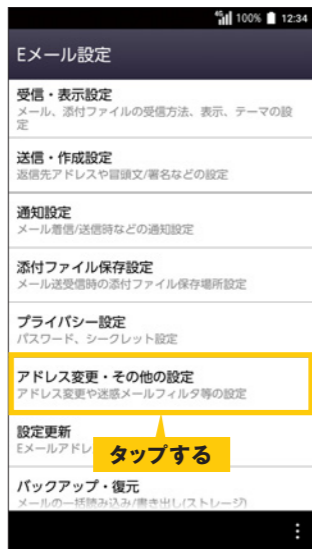 4G 100% 12:34
Eメール設定
受信・表示設定
メール、添付ファイルの受信方法、表示、テーマの設
定
送信・作成設定
返信先アドレスや冒頭文/署名などの設定
通知設定
メール着信/送信時などの通知設定
添付ファイル保存設定
メール送受信時の添付ファイル保存場所設定
プライバシー設定
パスワード、シークレット設定
アドレス変更・その他の設定
アドレス変更や迷惑メールフィルタ等の設定
設定更新
Eメールアドレ
タップする
バックアップ・復元
メールの一括読み込み/書き出し(ストレージ)